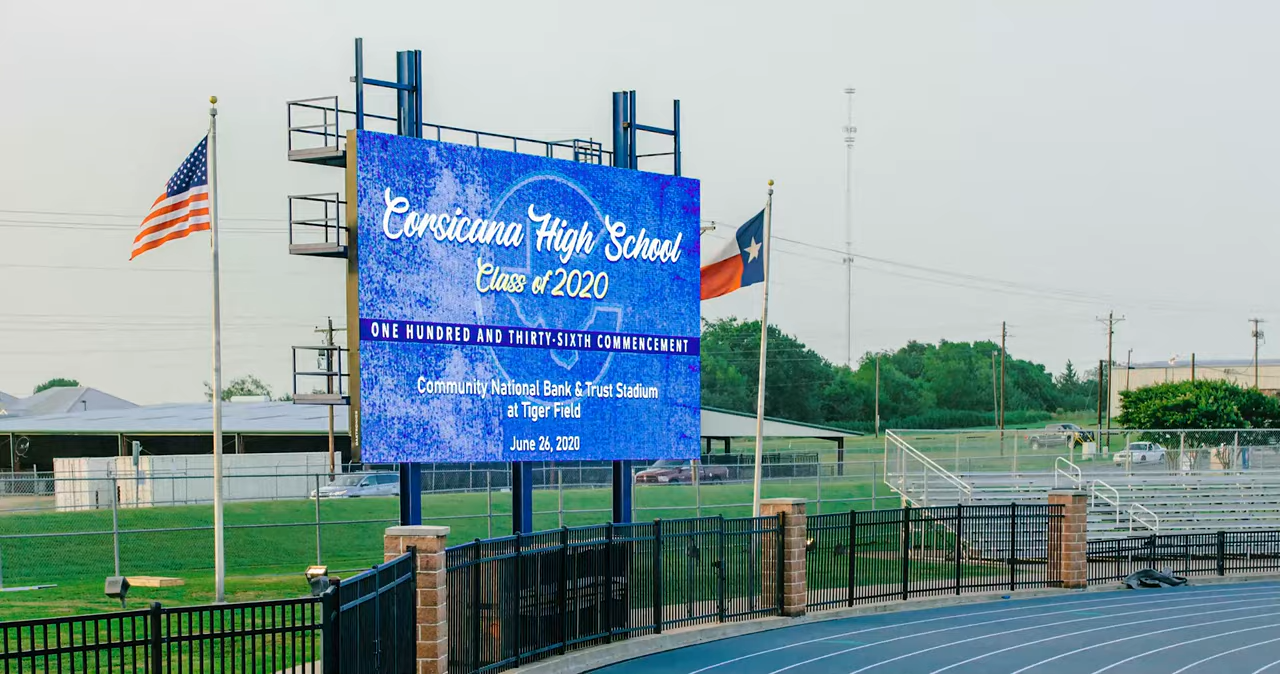 Corsicana High School
Class of 2020
ONE HUNDRED AND THIRTY-SIXTH COMMENCEMENT
Community National Bank & Trust Stadium
at Tiger Field
June 26, 2020